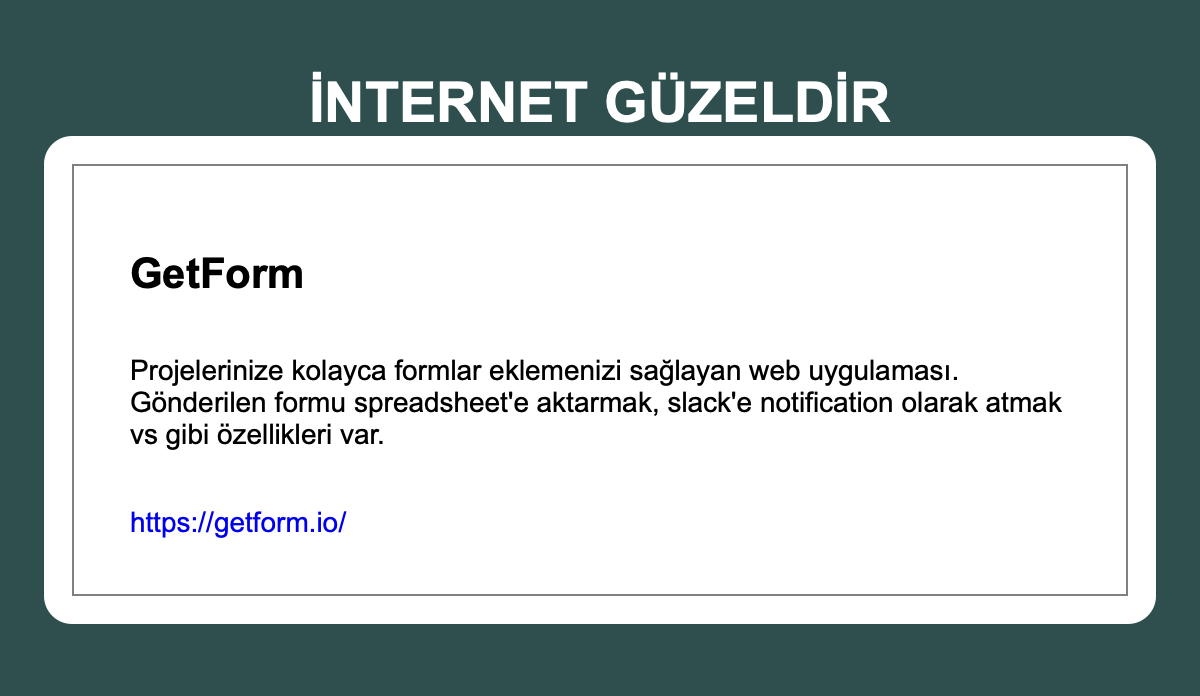 İNTERNET GÜZELDİR
GetForm
Projelerinize kolayca formlar eklemenizi sağlayan web uygulaması.
Gönderilen formu spreadsheet'e aktarmak, slack'e notification olarak atmak
vs gibi özellikleri var.
https://getform.io/